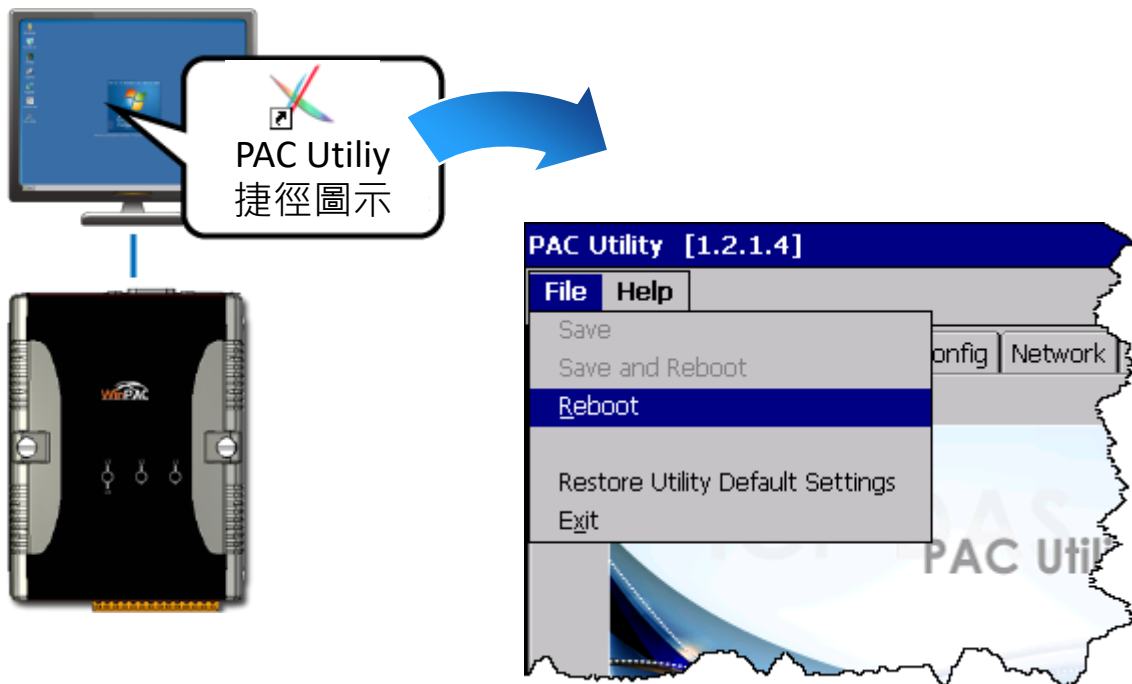 PAC Utiliy
捷徑圖示
WinPAC
PAC Utility [1.2.1.4]
File Help
Save
Save and Reboot
onfig Network
Reboot
Restore Utility Default Settings
Exit
PAC Utili